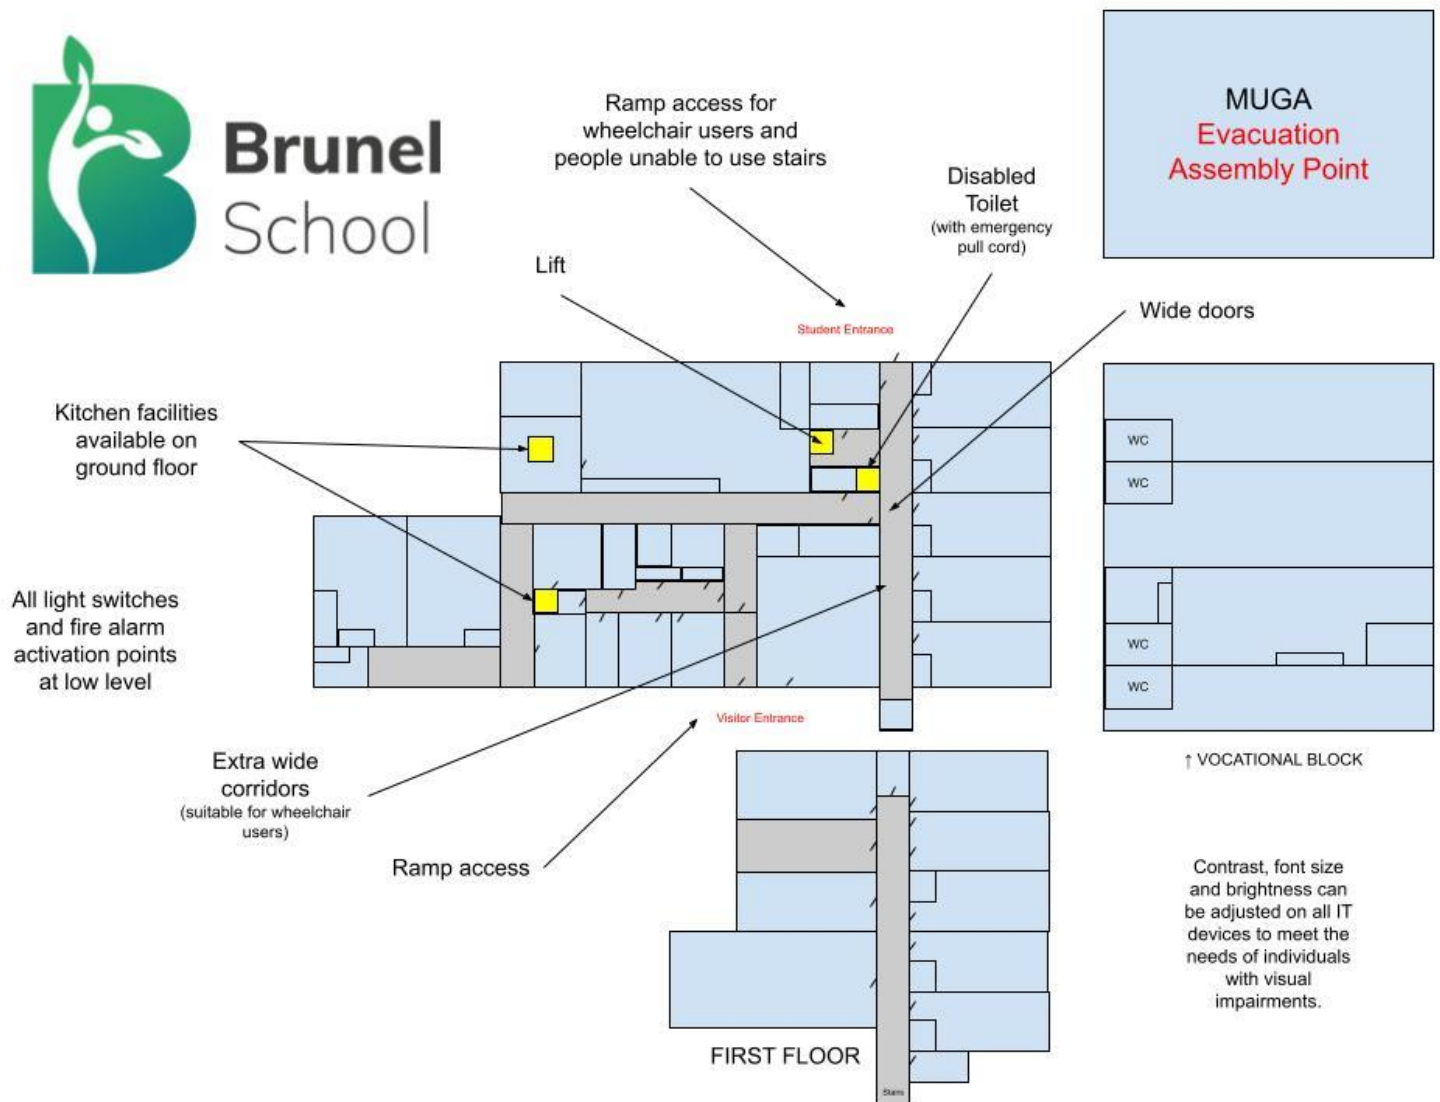 Brunel
School
Ramp access for
wheelchair users and
people unable to use stairs
MUGA
Evacuation
Assembly Point
Disabled
Toilet
(with emergency
pull cord)
Lift
Wide doors
Student Entrance
Kitchen facilities
available on
ground floor
WC
WC
All light switches
and fire alarm
activation points
at low level
WC
WC
Visitor Entrance
Extra wide
corridors
(suitable for wheelchair
users)
↑ VOCATIONAL BLOCK
Ramp access
Contrast, font size
and brightness can
be adjusted on all IT
devices to meet the
needs of individuals
with visual
impairments.
FIRST FLOOR
Stairs